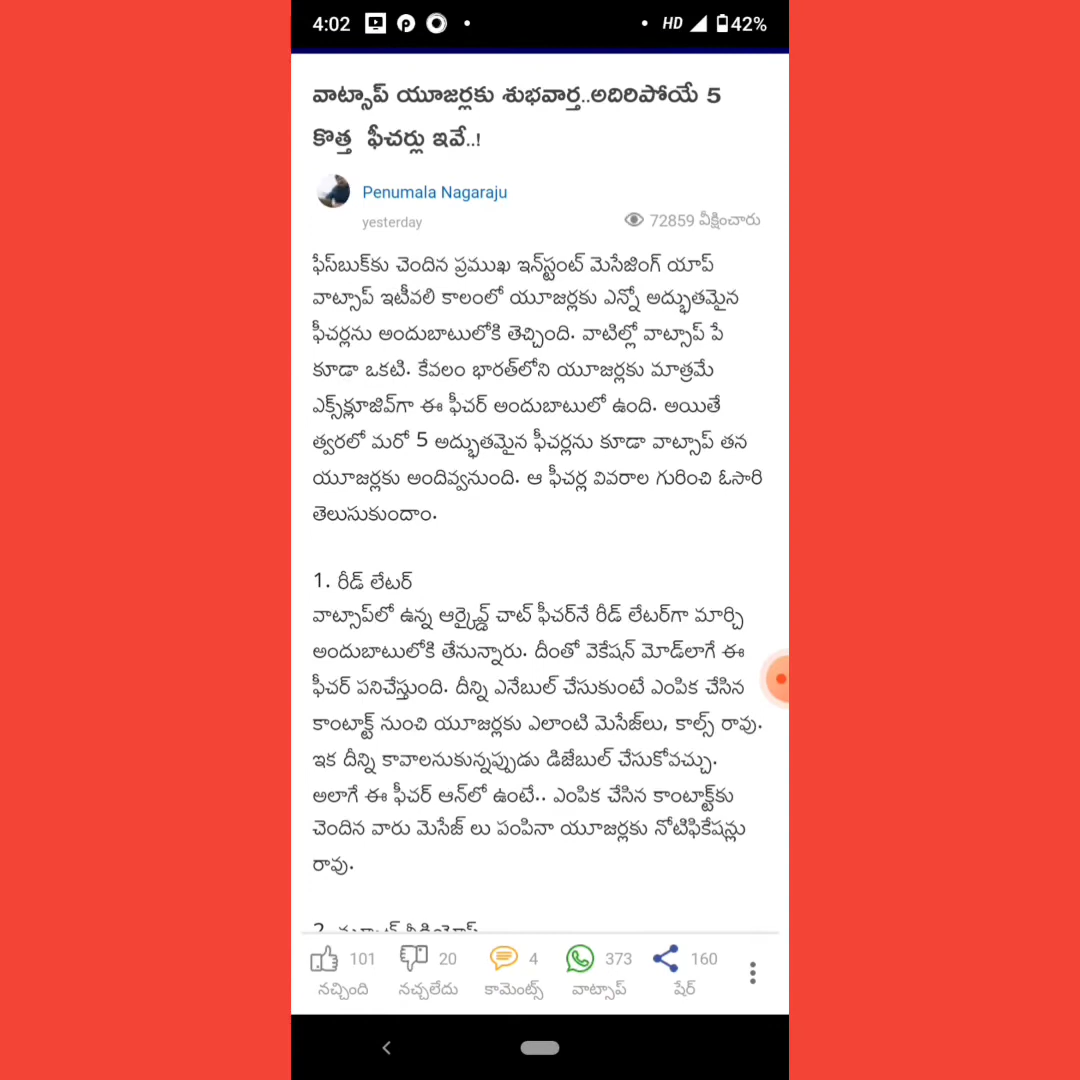 4:02
HD 42%
వాట్సాప్ యూజర్లకు శుభవార్త..అదిరిపోయే 5
కొత్త ఫీచర్లు ఇవే..!
Penumala Nagaraju
yesterday
72859 వీక్షించారు
ఫేస్‌బుక్‌కు చెందిన ప్రముఖ ఇన్‌స్టంట్ మెసేజింగ్ యాప్
వాట్సాప్ ఇటీవలి కాలంలో యూజర్లకు ఎన్నో అద్భుతమైన
ఫీచర్లను అందుబాటులోకి తెచ్చింది. వాటిల్లో వాట్సాప్ పే
కూడా ఒకటి. కేవలం భారత్‌లోని యూజర్లకు మాత్రమే
ఎక్స్‌క్లూజివ్‌గా ఈ ఫీచర్ అందుబాటులో ఉంది. అయితే
త్వరలో మరో 5 అద్భుతమైన ఫీచర్లను కూడా వాట్సాప్ తన
యూజర్లకు అందివ్వనుంది. ఆ ఫీచర్ల వివరాల గురించి ఓసారి
తెలుసుకుందాం.
1. రీడ్ లేటర్
వాట్సాప్‌లో ఉన్న ఆర్కైవ్డ్ చాట్ ఫీచర్‌నే రీడ్ లేటర్‌గా మార్చి
అందుబాటులోకి తేనున్నారు. దీంతో వెకేషన్ మోడ్‌లాగే ఈ
ఫీచర్ పనిచేస్తుంది. దీన్ని ఎనేబుల్ చేసుకుంటే ఎంపిక చేసిన
కాంటాక్ట్ నుంచి యూజర్లకు ఎలాంటి మెసేజ్‌లు, కాల్స్ రావు.
ఇక దీన్ని కావాలనుకున్నప్పుడు డిజేబుల్ చేసుకోవచ్చు.
అలాగే ఈ ఫీచర్ ఆన్‌లో ఉంటే.. ఎంపిక చేసిన కాంటాక్ట్‌కు
చెందిన వారు మెసేజ్ లు పంపినా యూజర్లకు నోటిఫికేషన్లు
రావు.
101 20 4 373 160
నచ్చింది నచ్చలేదు కామెంట్స్ వాట్సాప్ షేర్